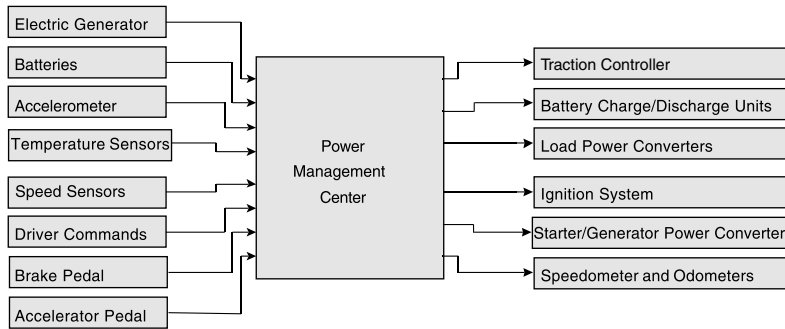 Electric Generator
Batteries
Accelerometer
Temperature Sensors
Speed Sensors
Driver Commands
Brake Pedal
Accelerator Pedal
Power
Management
Center
Traction Controller
Battery Charge/Discharge Units
Load Power Converters
Ignition System
Starter/Generator Power Converter
Speedometer and Odometers